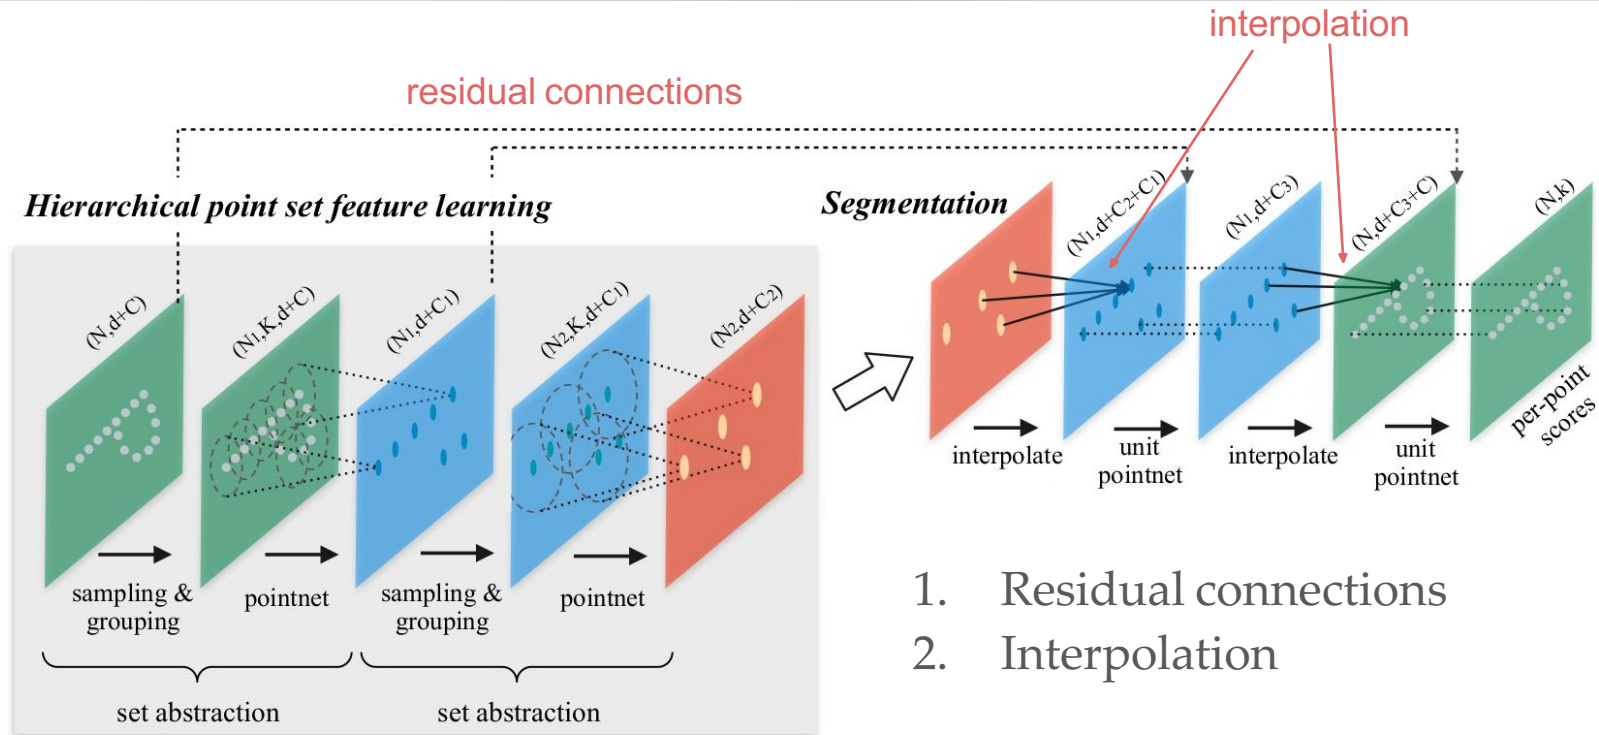 interpolation
residual connections
Hierarchical point set feature learning
Segmentation
(N,d+C)
(N₁,K,d+C)
(N₁,d+C₁)
(N₂,K,d+C₁)
(N₂,d+C₂)
(N₁,d+C₂+C₁)
(N₁,d+C₃)
(N,d+C₃+C)
(N,k)
per-point
scores
interpolate
unit
pointnet
interpolate
unit
pointnet
sampling &
grouping
pointnet
sampling &
grouping
pointnet
set abstraction
set abstraction
1. Residual connections
2. Interpolation